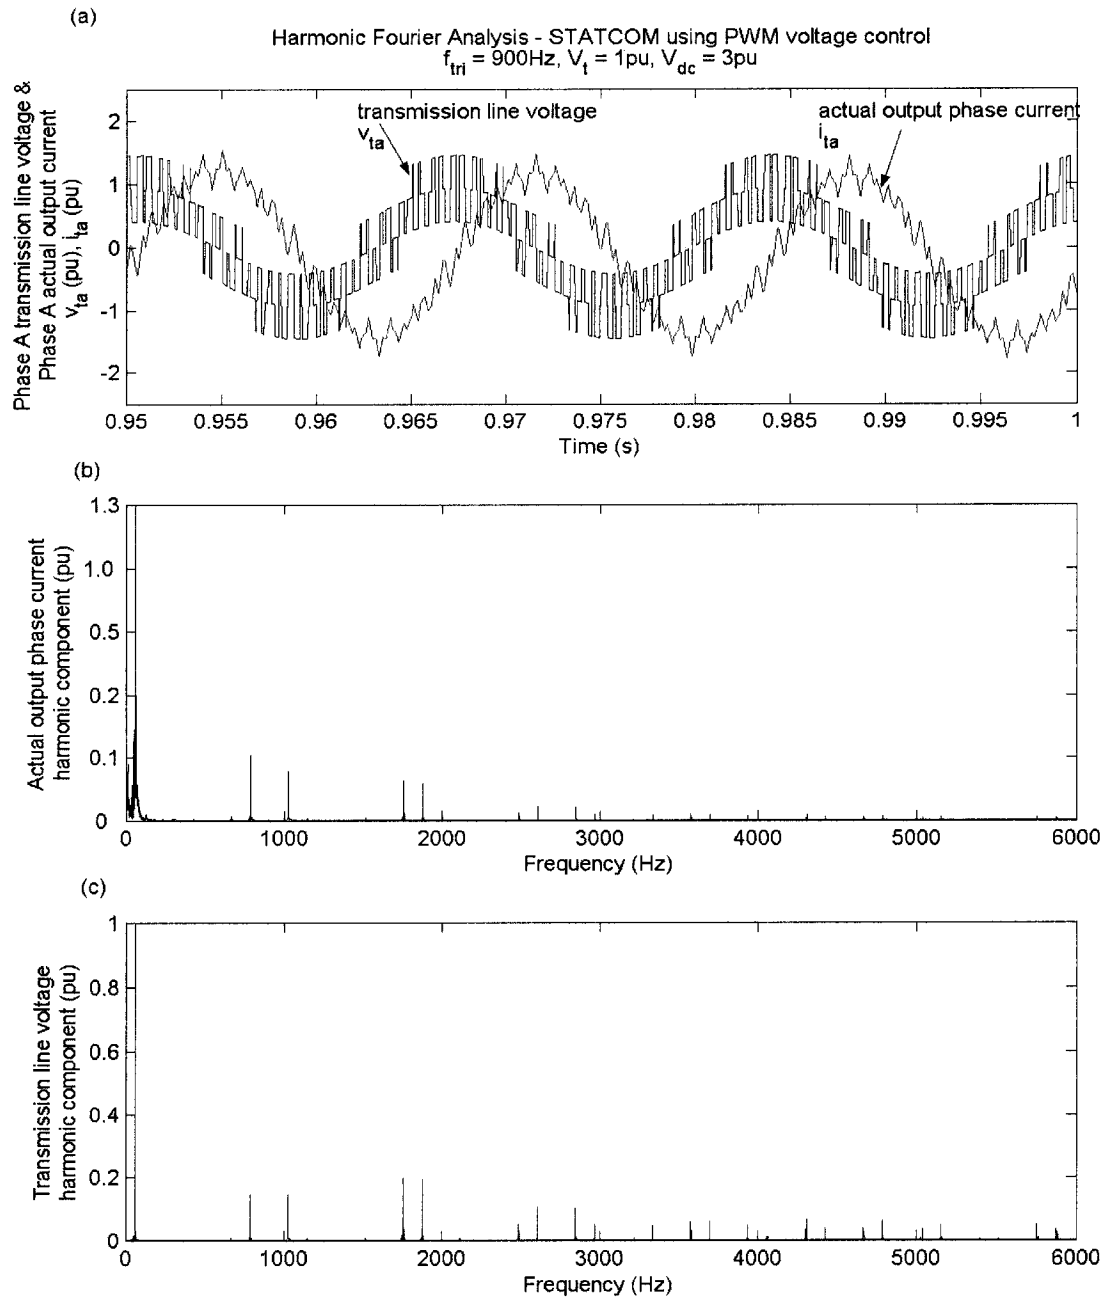 (a)
Harmonic Fourier Analysis - STATCOM using PWM voltage control
f_tri = 900Hz, V_t = 1pu, V_dc = 3pu
Phase A transmission line voltage &
Phase A actual output current
v_ta (pu), i_ta (pu)
transmission line voltage
v_ta
actual output phase current
i_ta
2
1
0
-1
-2
0.95 0.955 0.96 0.965 0.97 0.975 0.98 0.985 0.99 0.995 1
Time (s)
(b)
Actual output phase current
harmonic component (pu)
1.3
1.0
0.5
0.2
0.1
0
0 1000 2000 3000 4000 5000 6000
Frequency (Hz)
(c)
Transmission line voltage
harmonic component (pu)
1
0.8
0.6
0.4
0.2
0
0 1000 2000 3000 4000 5000 6000
Frequency (Hz)